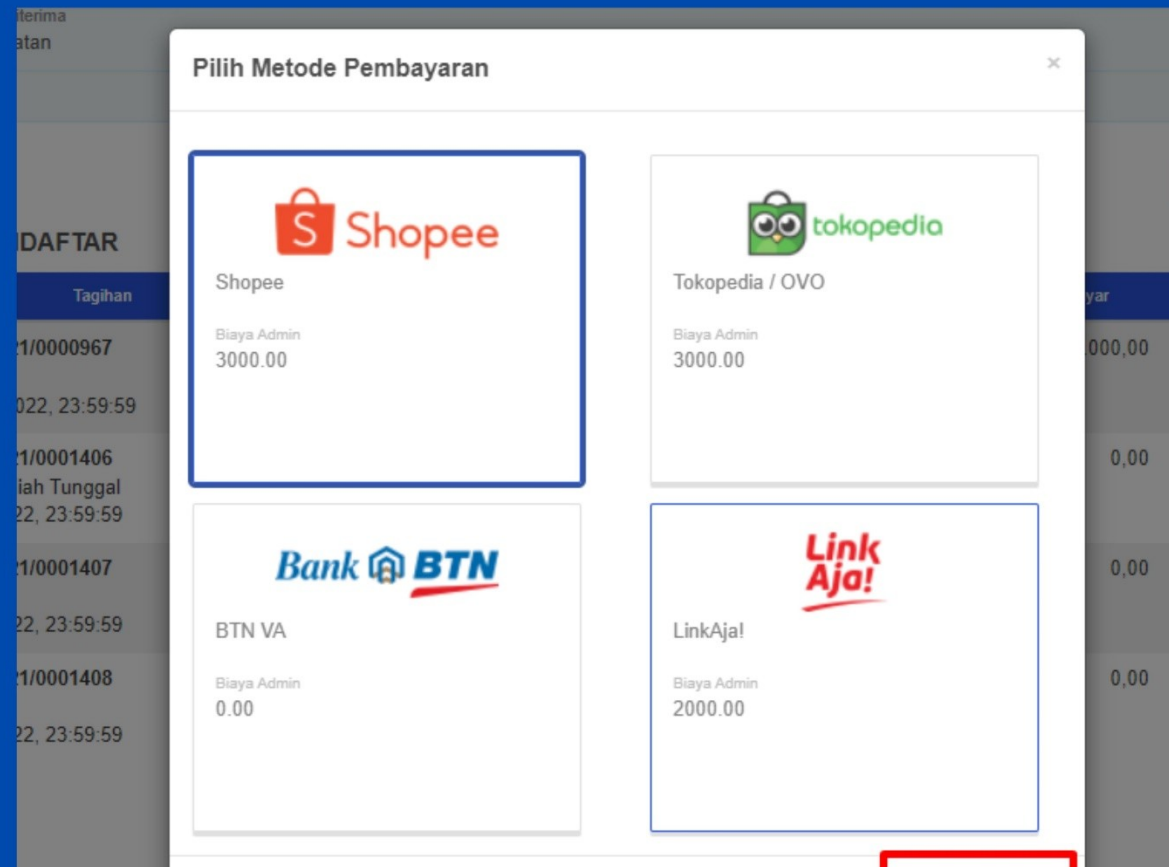 iterima
atan
Pilih Metode Pembayaran
×
Shopee
Shopee
Biaya Admin
3000.00
tokopedia
Tokopedia / OVO
Biaya Admin
3000.00
Bank BTN
BTN VA
Biaya Admin
0.00
Link
Aja!
LinkAja!
Biaya Admin
2000.00
IDAFTAR
Tagihan
yar
21/0000967
000,00
022, 23:59:59
21/0001406
0,00
iah Tunggal
22, 23:59:59
21/0001407
0,00
22, 23:59:59
21/0001408
0,00
22, 23:59:59